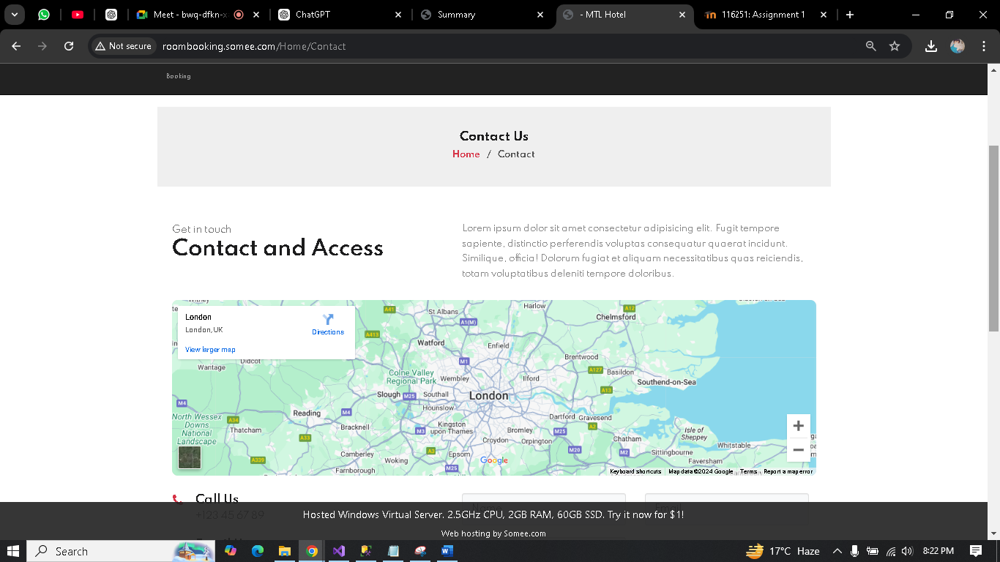 Meet - bwq-dfkn-x
ChatGPT
Summary
- MTL Hotel
116251: Assignment 1
Not secure
roombooking.somee.com/Home/Contact
Booking
Contact Us
Home / Contact
Get in touch
Contact and Access
Lorem ipsum dolor sit amet consectetur adipisicing elit. Fugit tempore
sapiente, distinctio perferendis voluptas consequatur quaerat incidunt.
Similique, officia! Dolorum fugiat et aliquam necessitatibus quas reiciendis,
totam voluptatibus deleniti tempore doloribus.
London
London, UK
Directions
View larger map
Witney
A41
St Albans
A1(M)
Harlow
A12
Chelmsford
A413
Watford
Enfield
Didcot
Wantage
M1
Brentwood
Colne Valley
Regional Park
Wembley
Ilford
A127
Basildon
Southend-on-Sea
Slough
M25
Southall
London
A13
M4
Hounslow
Reading
M4
Dartford
Gravesend
North Wessex
Downs
National
Landscape
A34
Thatcham
Bracknell
M3
Kingston
upon Thames
Bromley
M25
A2
Isle of
Sheppey
A33
Croydon
Orpington
Chatham
Whitstable
Camberley
A3
Epsom
M20
M2
Sittingbourne
A339
Woking
Google
Faversham
Farnborough
M25
Keyboard shortcuts
Map data ©2024 Google
Terms
Report a map error
Call Us
+123 45 67 89
Name
Email
Hosted Windows Virtual Server. 2.5GHz CPU, 2GB RAM, 60GB SSD. Try it now for $1!
Web hosting by Somee.com
Search
17°C Haze
8:22 PM